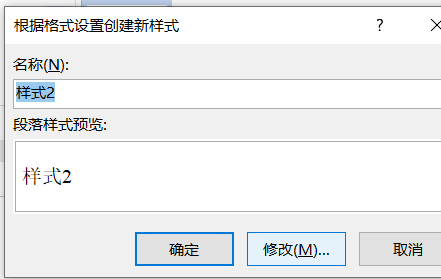 根据格式设置创建新样式
名称(N):
样式2
段落样式预览:
样式2
确定 修改(M)... 取消